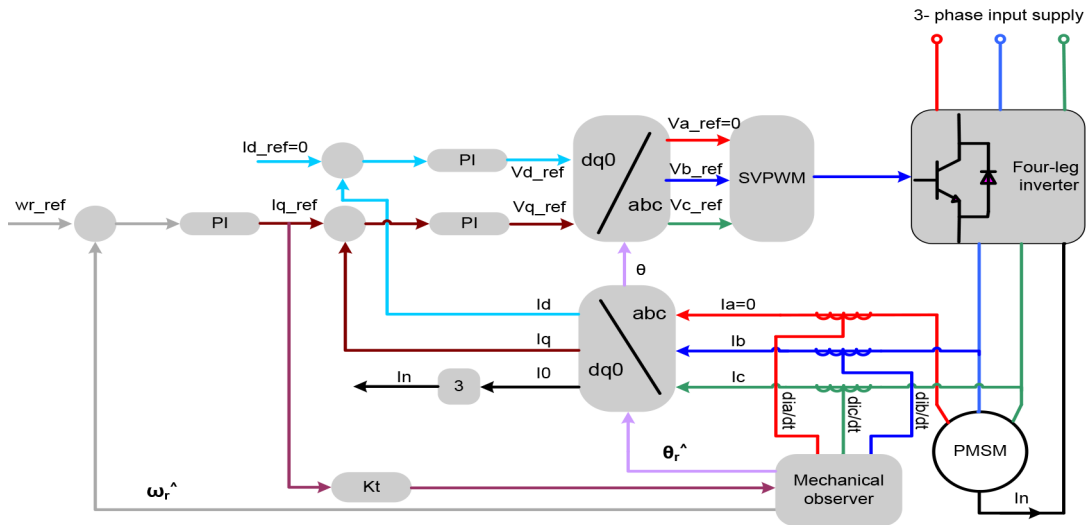 3- phase input supply
Id_ref=0
PI
Vd_ref
dq0
abc
Va_ref=0
Vb_ref
Vc_ref
SVPWM
Four-leg
inverter
wr_ref
PI
Iq_ref
PI
Vq_ref
θ
Id
Iq
I0
3
In
abc
dq0
Ia=0
Ib
Ic
dia/dt
dic/dt
dib/dt
PMSM
In
θr^
Mechanical
observer
Kt
ωr^